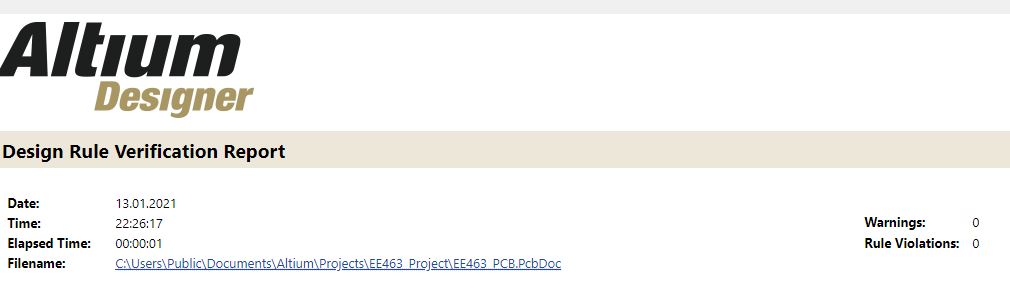 Altium
Designer
Design Rule Verification Report
Date: 13.01.2021
Time: 22:26:17
Elapsed Time: 00:00:01
Filename: C:\Users\Public\Documents\Altium\Projects\EE463_Project\EE463_PCB.PcbDoc
Warnings: 0
Rule Violations: 0